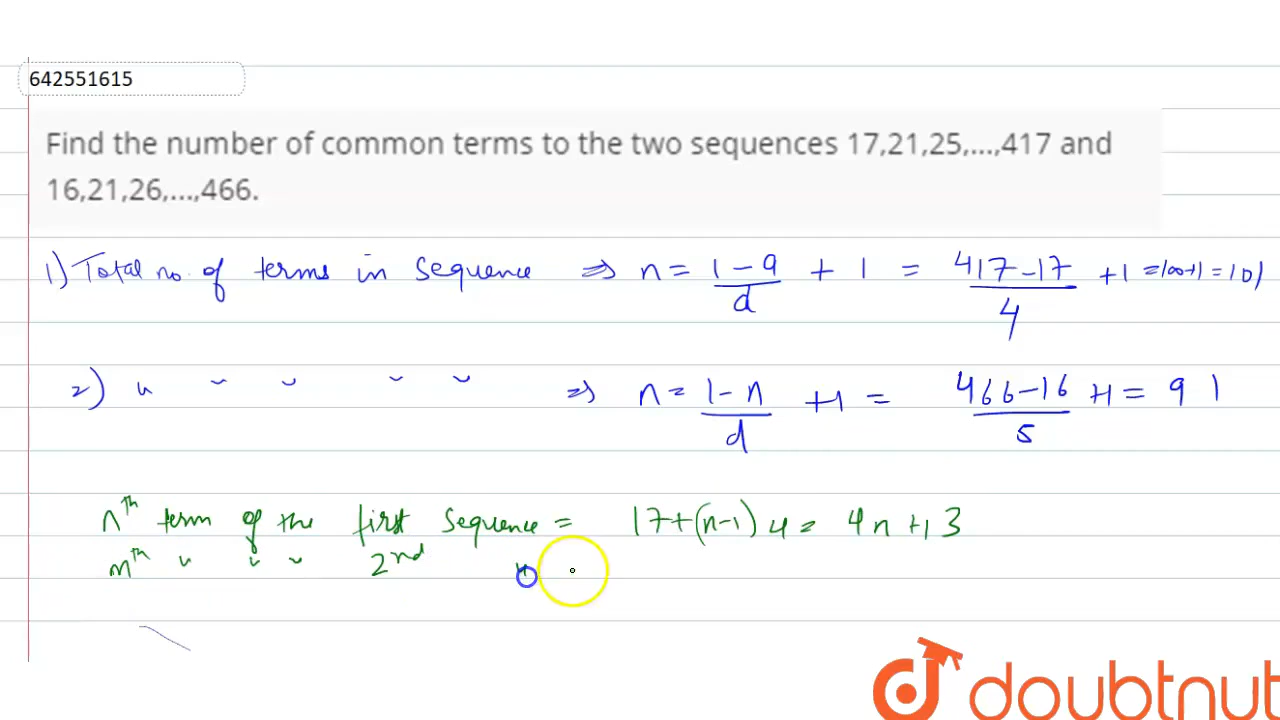 642551615
Find the number of common terms to the two sequences 17,21,25,...,417 and
16,21,26,...,466.
1) Total no. of terms in sequence ⇒ n = l-a/d + 1 = 417-17/4 +1 =100+1 = 101
2) " " " " " ⇒ n = l-n/d +1 = 466-16/5 +1 = 91
nth term of the first sequence = 17+(n-1)4 = 4n+13
mth " " " 2nd "
doubtnut